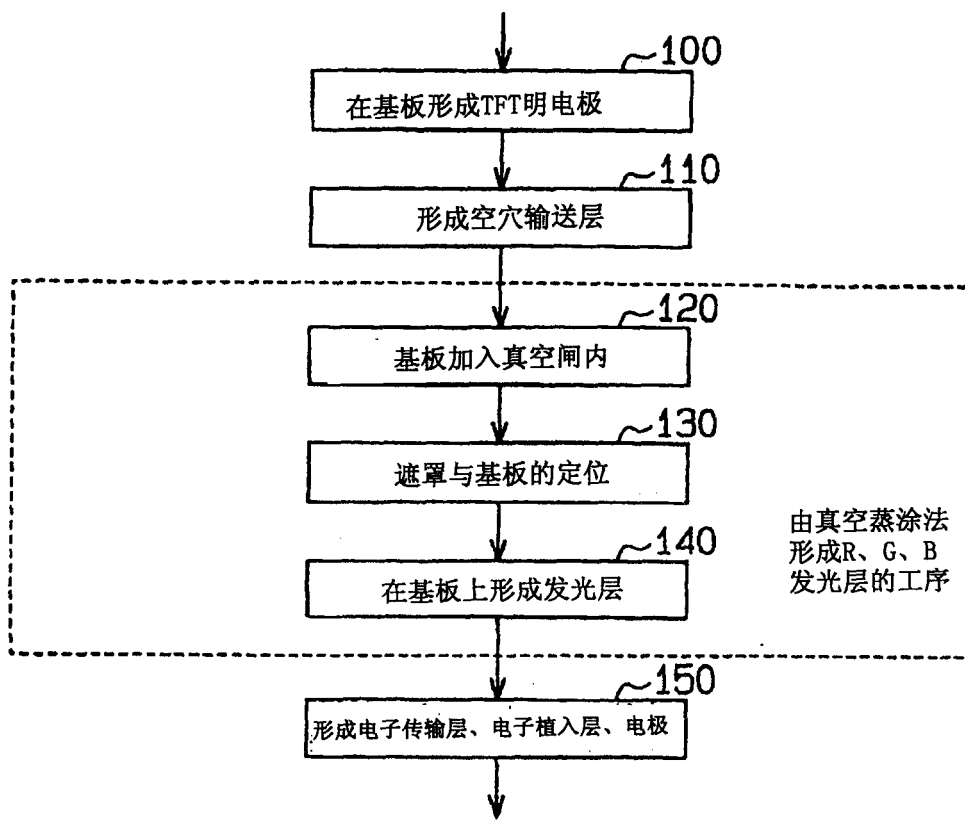 100
在基板形成TFT明电极
110
形成空穴输送层
120
基板加入真空闸内
130
遮罩与基板的定位
140
在基板上形成发光层
由真空蒸涂法
形成R、G、B
发光层的工序
150
形成电子传输层、电子植入层、电极